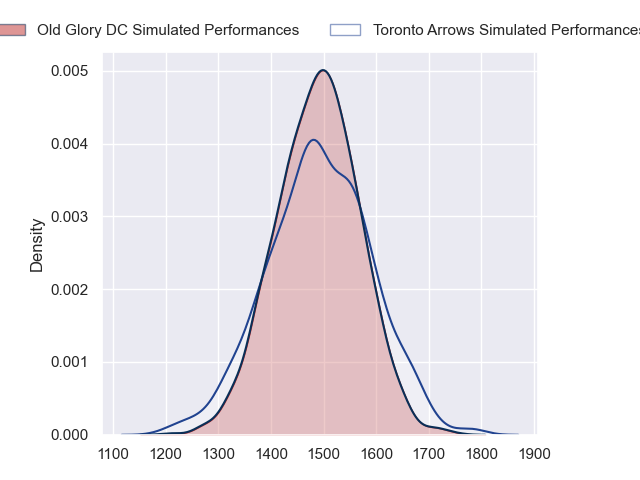 Old Glory DC Simulated Performances
Toronto Arrows Simulated Performances
0.005
0.004
0.003
0.002
0.001
0.000
Density
1100 1200 1300 1400 1500 1600 1700 1800 1900